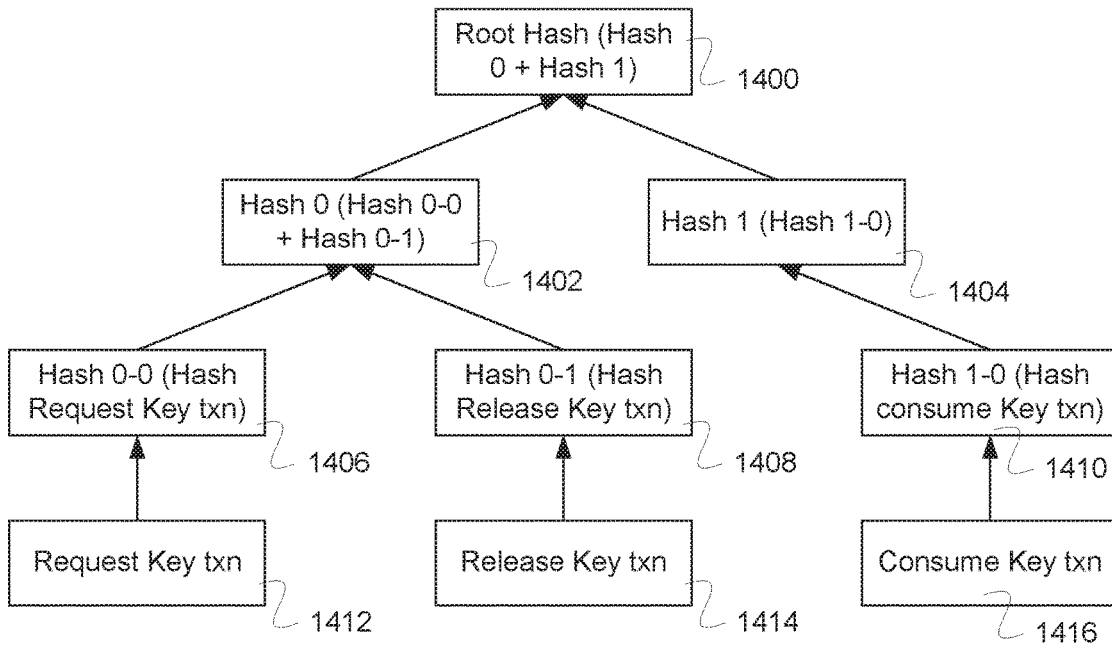 Root Hash (Hash
0 + Hash 1)
1400
Hash 0 (Hash 0-0
+ Hash 0-1)
1402
Hash 1 (Hash 1-0)
1404
Hash 0-0 (Hash
Request Key txn)
1406
Hash 0-1 (Hash
Release Key txn)
1408
Hash 1-0 (Hash
consume Key txn)
1410
Request Key txn
1412
Release Key txn
1414
Consume Key txn
1416